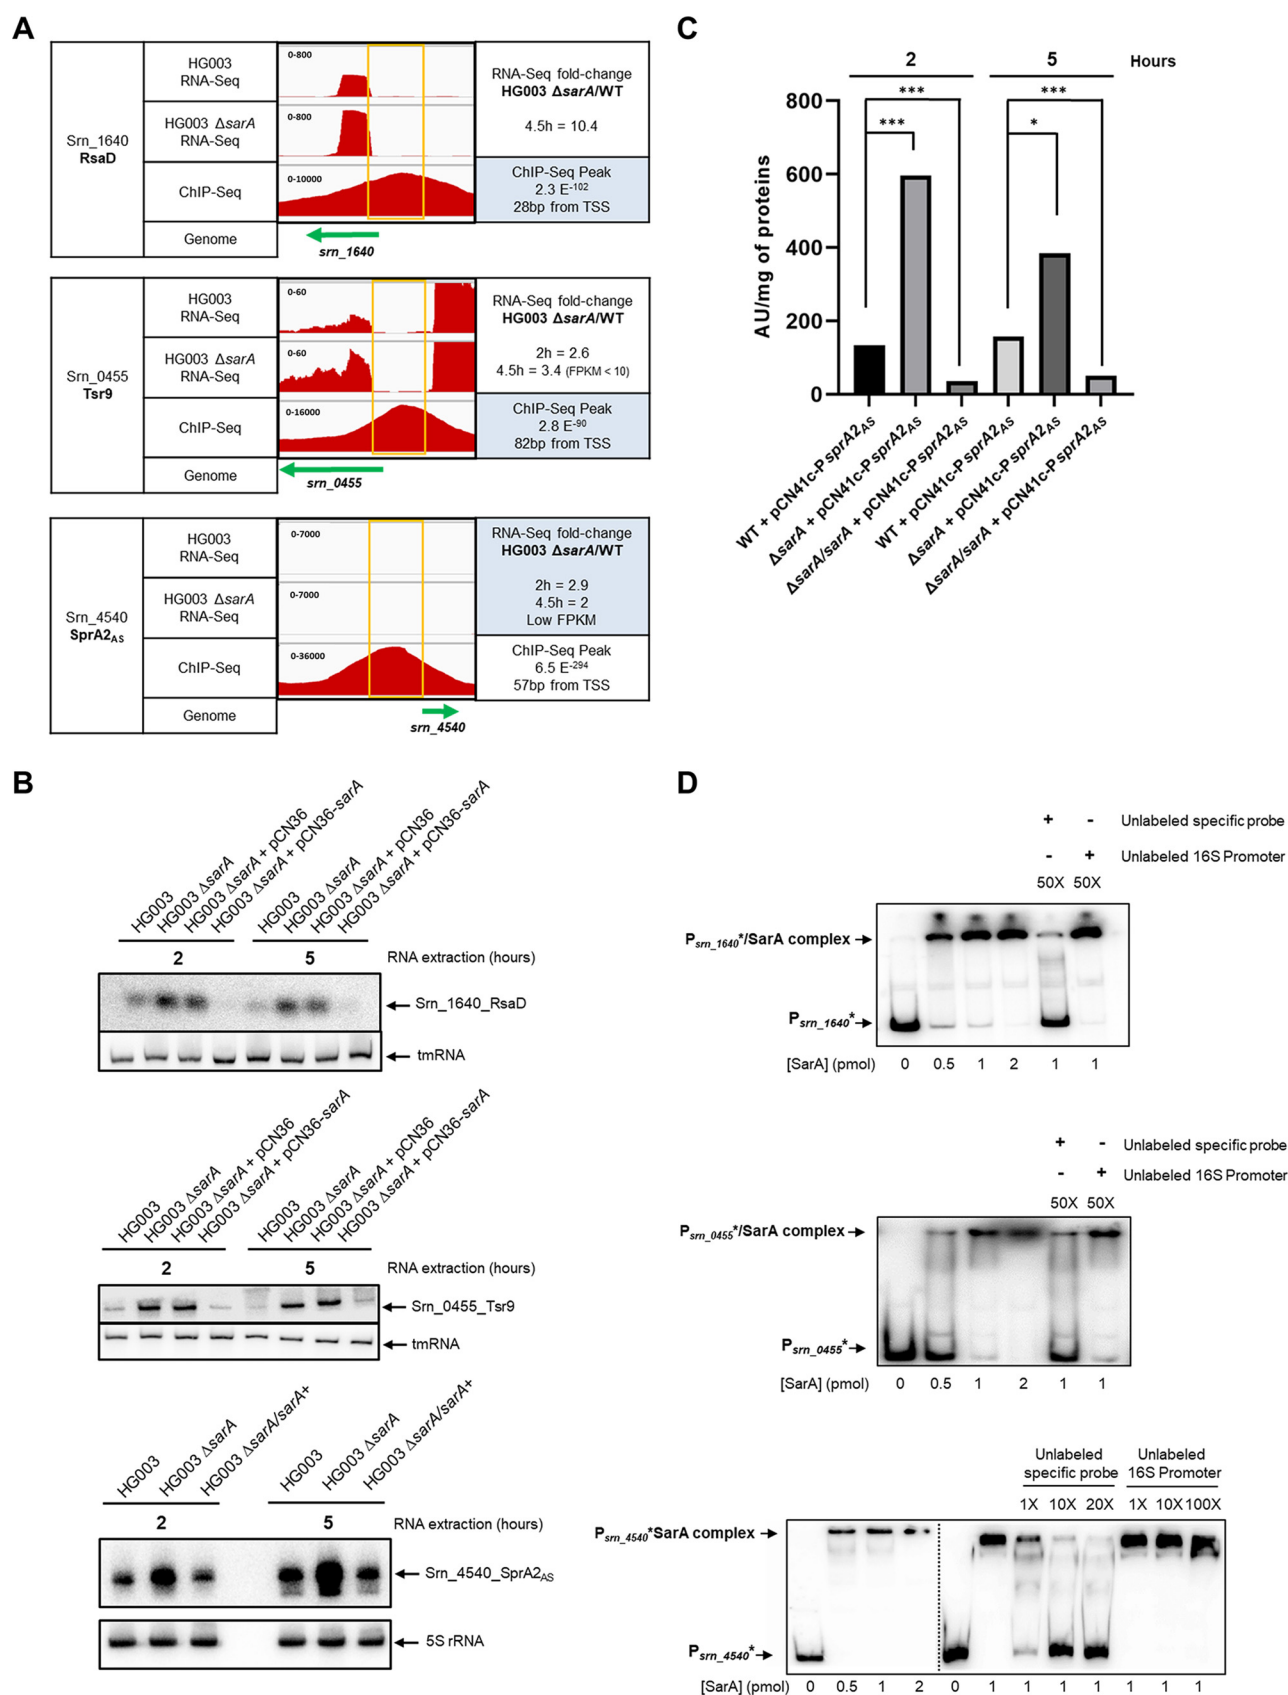 A
Srn_1640
RsaD
HG003
RNA-Seq
HG003 ΔsarA
RNA-Seq
ChIP-Seq
Genome
0-800
0-800
0-10000
srn_1640
RNA-Seq fold-change
HG003 ΔsarA/WT
4.5h = 10.4
ChIP-Seq Peak
2.3 E-102
28bp from TSS
Srn_0455
Tsr9
HG003
RNA-Seq
HG003 ΔsarA
RNA-Seq
ChIP-Seq
Genome
0-60
0-60
0-16000
srn_0455
RNA-Seq fold-change
HG003 ΔsarA/WT
2h = 2.6
4.5h = 3.4 (FPKM < 10)
ChIP-Seq Peak
2.8 E-90
82bp from TSS
Srn_4540
SprA2AS
HG003
RNA-Seq
HG003 ΔsarA
RNA-Seq
ChIP-Seq
Genome
0-7000
0-7000
0-36000
srn_4540
RNA-Seq fold-change
HG003 ΔsarA/WT
2h = 2.9
4.5h = 2
Low FPKM
ChIP-Seq Peak
6.5 E-294
57bp from TSS
B
HG003
HG003 ΔsarA
HG003 ΔsarA + pCN36
HG003 ΔsarA + pCN36-sarA
HG003
HG003 ΔsarA
HG003 ΔsarA + pCN36
HG003 ΔsarA + pCN36-sarA
2 5 RNA extraction (hours)
Srn_1640_RsaD
tmRNA
HG003
HG003 ΔsarA
HG003 ΔsarA + pCN36
HG003 ΔsarA + pCN36-sarA
HG003
HG003 ΔsarA
HG003 ΔsarA + pCN36
HG003 ΔsarA + pCN36-sarA
2 5 RNA extraction (hours)
Srn_0455_Tsr9
tmRNA
HG003
HG003 ΔsarA
HG003 ΔsarA/sarA+
HG003
HG003 ΔsarA
HG003 ΔsarA/sarA+
2 5 RNA extraction (hours)
Srn_4540_SprA2AS
5S rRNA
C
2 5 Hours
*** ***
*** *
AU/mg of proteins
800
600
400
200
0
WT + pCN41c-PsprA2AS
ΔsarA + pCN41c-PsprA2AS
ΔsarA/sarA + pCN41c-PsprA2AS
WT + pCN41c-PsprA2AS
ΔsarA + pCN41c-PsprA2AS
ΔsarA/sarA + pCN41c-PsprA2AS
D
+ - Unlabeled specific probe
- + Unlabeled 16S Promoter
50X 50X
Psrn_1640*/SarA complex
Psrn_1640*
[SarA] (pmol) 0 0.5 1 2 1 1
+ - Unlabeled specific probe
- + Unlabeled 16S Promoter
50X 50X
Psrn_0455*/SarA complex
Psrn_0455*
[SarA] (pmol) 0 0.5 1 2 1 1
Unlabeled Unlabeled
specific probe 16S Promoter
1X 10X 20X 1X 10X 100X
Psrn_4540*SarA complex
Psrn_4540*
[SarA] (pmol) 0 0.5 1 2 0 1 1 1 1 1 1 1